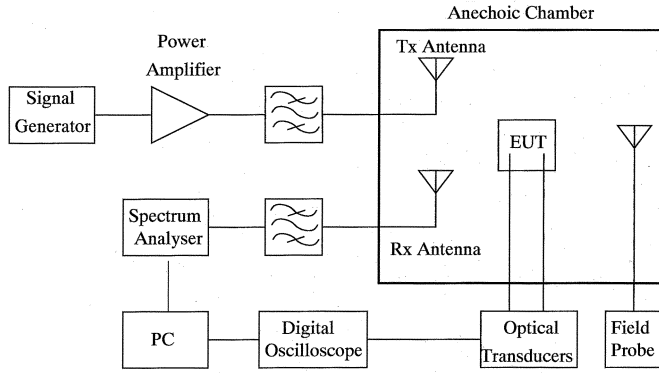 Anechoic Chamber
Power
Amplifier
Tx Antenna
Signal
Generator
EUT
Spectrum
Analyser
Rx Antenna
PC
Digital
Oscilloscope
Optical
Transducers
Field
Probe